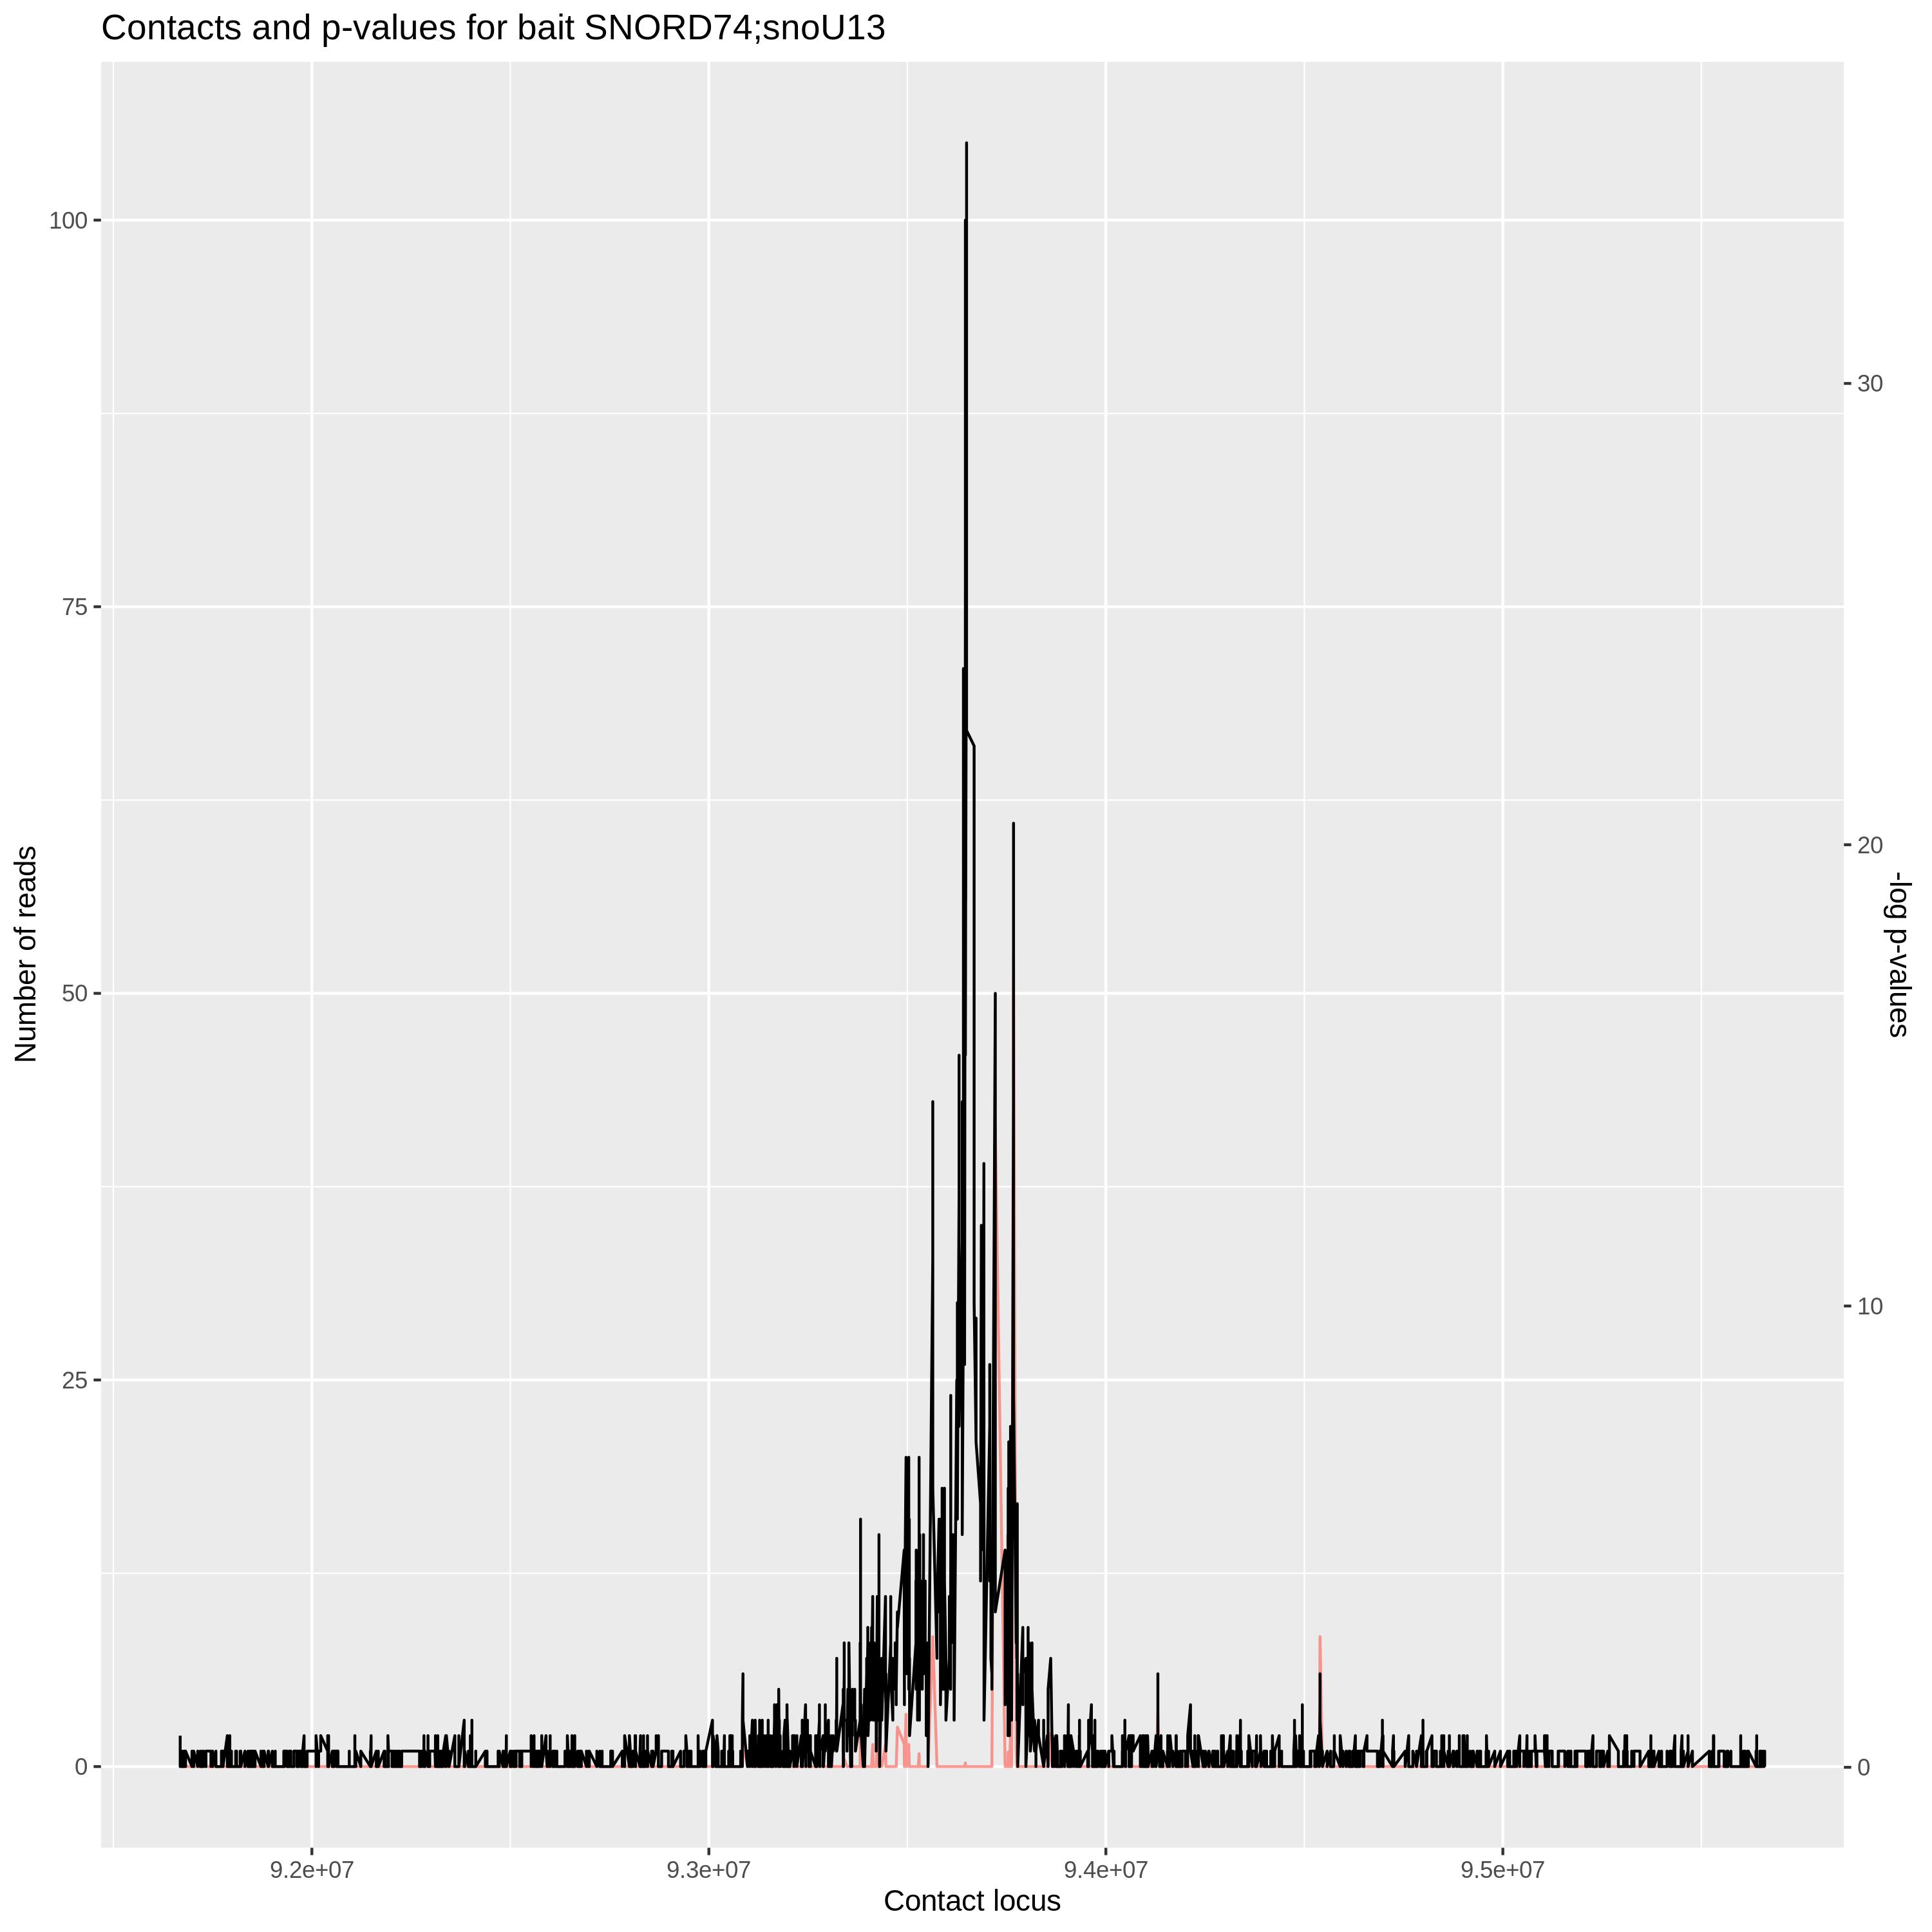 Contacts and p-values for bait SNORD74;snoU13
100
75
50
25
0
Number of reads
30
20
10
0
-log p-values
9.2e+07
9.3e+07
9.4e+07
9.5e+07
Contact locus